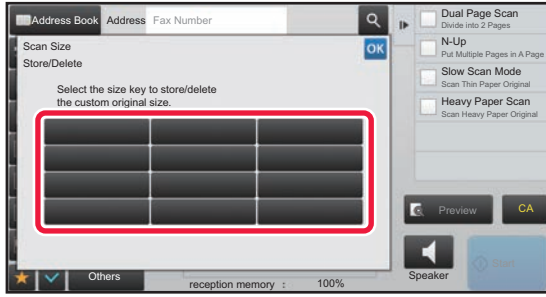 Address Book Address Fax Number
Scan Size
OK
Store/Delete
Select the size key to store/delete
the custom original size.
Dual Page Scan
Divide into 2 Pages
N-Up
Put Multiple Pages in A Page
Slow Scan Mode
Scan Thin Paper Original
Heavy Paper Scan
Scan Heavy Paper Original
Preview
CA
Others
reception memory : 100%
Speaker
Start